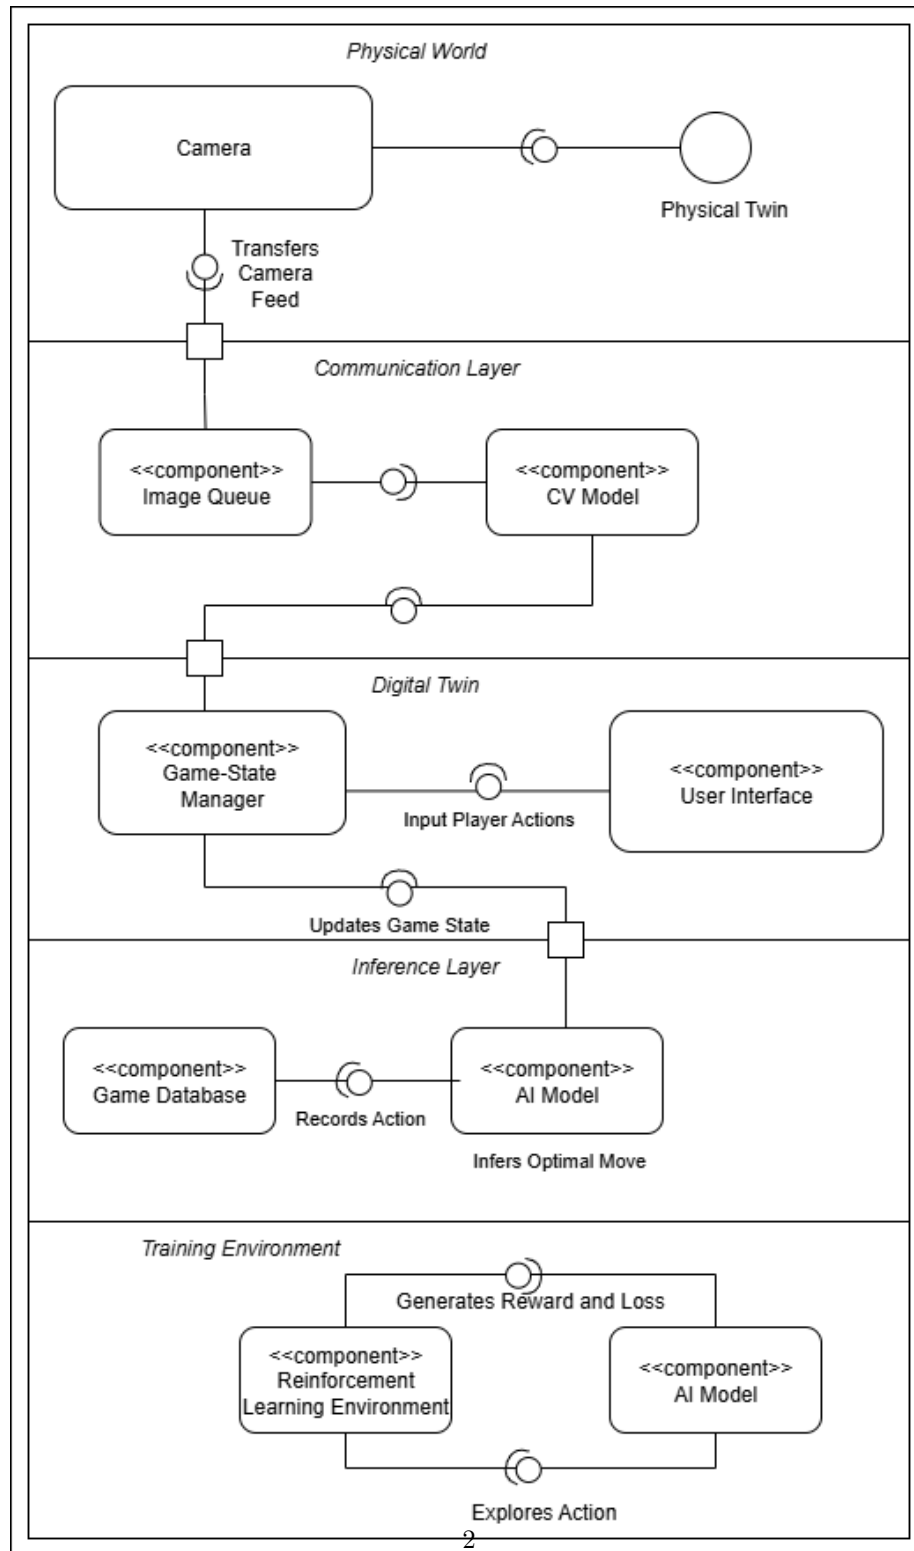 Physical World
Camera
Physical Twin
Transfers
Camera
Feed
Communication Layer
<<component>>
Image Queue
<<component>>
CV Model
Digital Twin
<<component>>
Game-State
Manager
Input Player Actions
<<component>>
User Interface
Updates Game State
Inference Layer
<<component>>
Game Database
Records Action
<<component>>
AI Model
Infers Optimal Move
Training Environment
Generates Reward and Loss
<<component>>
Reinforcement
Learning Environment
<<component>>
AI Model
Explores Action
2